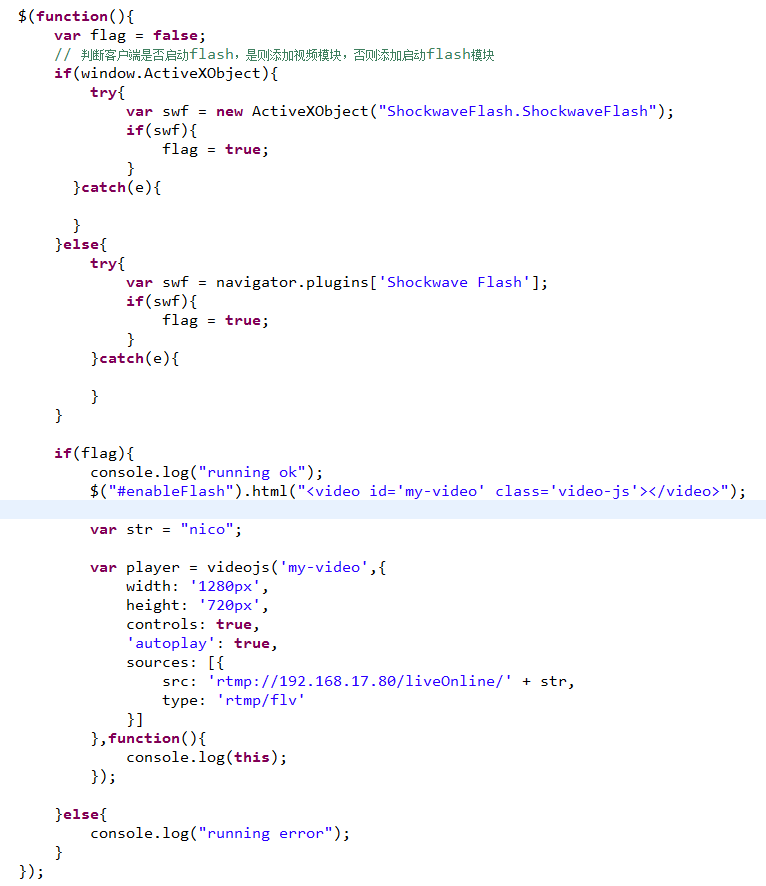 $(function(){
    var flag = false;
    // 判断客户端是否启动flash，是则添加视频模块，否则添加启动flash模块
    if(window.ActiveXObject){
        try{
            var swf = new ActiveXObject("ShockwaveFlash.ShockwaveFlash");
            if(swf){
                flag = true;
            }
      }catch(e){
      }
    }else{
        try{
            var swf = navigator.plugins['Shockwave Flash'];
            if(swf){
                flag = true;
            }
        }catch(e){
        }
    }
    if(flag){
        console.log("running ok");
        $("#enableFlash").html("<video id='my-video' class='video-js'></video>");
        var str = "nico";
        var player = videojs('my-video',{
            width: '1280px',
            height: '720px',
            controls: true,
            'autoplay': true,
            sources: [{
                src: 'rtmp://192.168.17.80/liveOnline/' + str,
                type: 'rtmp/flv'
            }]
        },function(){
            console.log(this);
        });
    }else{
        console.log("running error");
    }
});